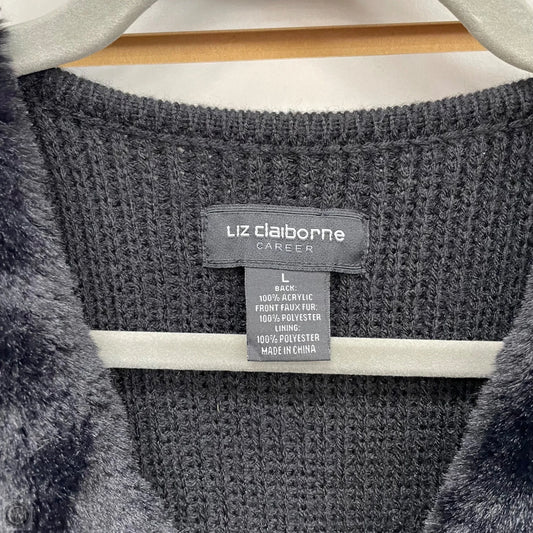 Liz claiborne
CAREER
L
BACK:
100% ACRYLIC
FRONT FAUX FUR:
100% POLYESTER
LINING:
100% POLYESTER
MADE IN CHINA